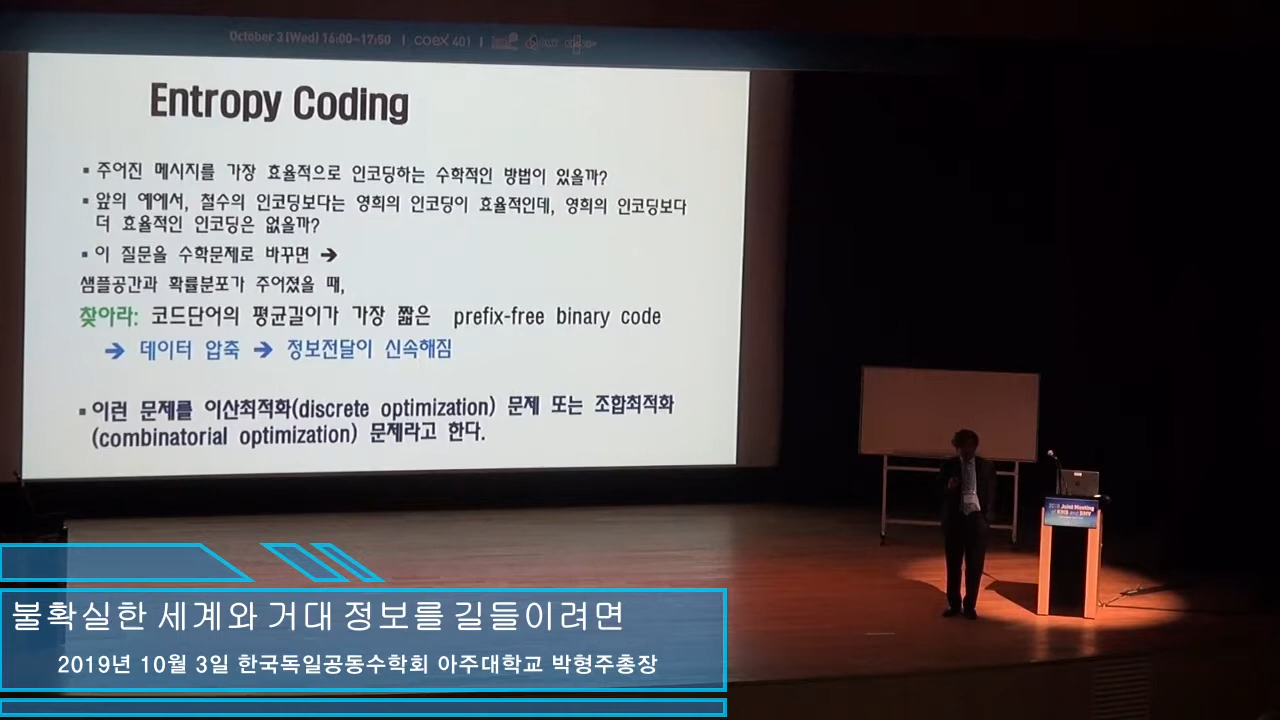 October 3 (Wed) 16:00~17:50 | coex 401 |
Entropy Coding
▪ 주어진 메시지를 가장 효율적으로 인코딩하는 수학적인 방법이 있을까?
▪ 앞의 예에서, 철수의 인코딩보다는 영희의 인코딩이 효율적인데, 영희의 인코딩보다
더 효율적인 인코딩은 없을까?
▪ 이 질문을 수학문제로 바꾸면 ➔
샘플공간과 확률분포가 주어졌을 때,
찾아라: 코드단어의 평균길이가 가장 짧은 prefix-free binary code
➔ 데이터 압축 ➔ 정보전달이 신속해짐
▪ 이런 문제를 이산최적화(discrete optimization) 문제 또는 조합최적화
(combinatorial optimization) 문제라고 한다.
2019 Joint Meeting
of KMS and DMV
불확실한 세계와 거대 정보를 길들이려면
2019년 10월 3일 한국독일공동수학회 아주대학교 박형주총장